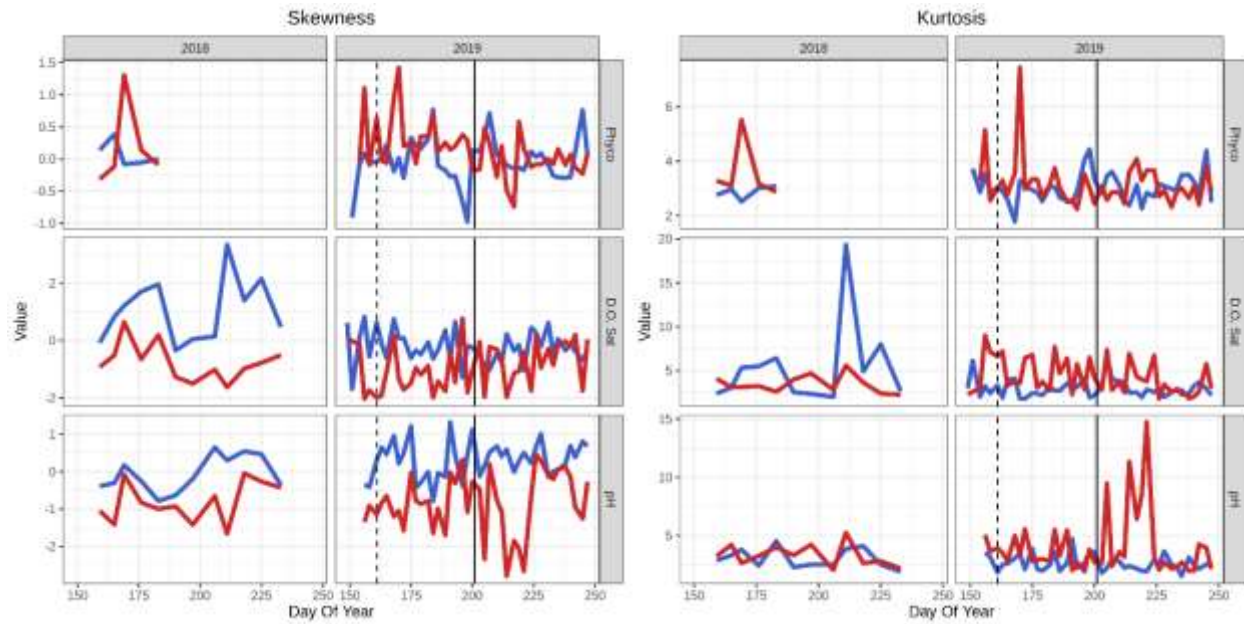 Skewness
2018 2019
1.5
1.0
0.5
0.0
-0.5
-1.0
Phyco
2
0
-2
D.O. Sat
1
0
-1
-2
pH
Value
150 175 200 225 250 150 175 200 225 250
Day Of Year
Kurtosis
2018 2019
6
4
2
Phyco
20
15
10
5
D.O. Sat
15
10
5
pH
Value
150 175 200 225 250 150 175 200 225 250
Day Of Year